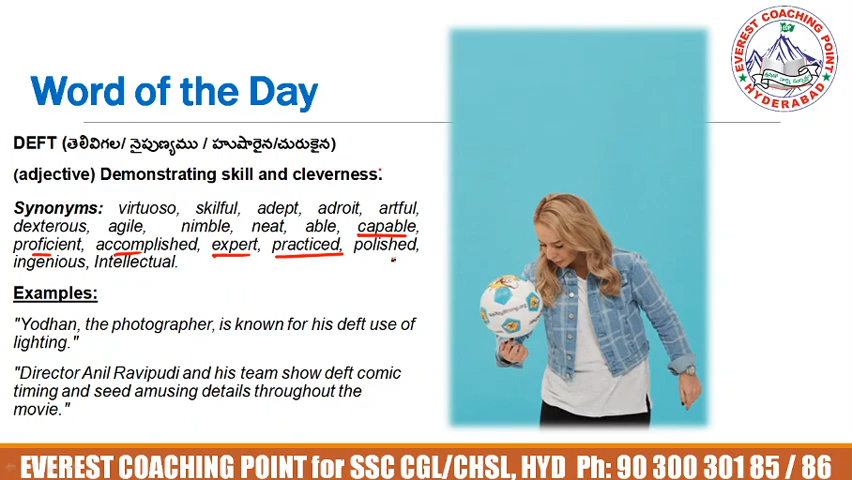 EVEREST COACHING POINT
HYDERABAD
Word of the Day
DEFT (తెలివిగల/ నైపుణ్యము / హుషారైన/చురుకైన)
(adjective) Demonstrating skill and cleverness:
Synonyms: virtuoso, skilful, adept, adroit, artful,
dexterous, agile, nimble, neat, able, capable,
proficient, accomplished, expert, practiced, polished,
ingenious, Intellectual.
Examples:
"Yodhan, the photographer, is known for his deft use of
lighting."
"Director Anil Ravipudi and his team show deft comic
timing and seed amusing details throughout the
movie."
EVEREST COACHING POINT for SSC CGL/CHSL, HYD Ph: 90 300 301 85 / 86